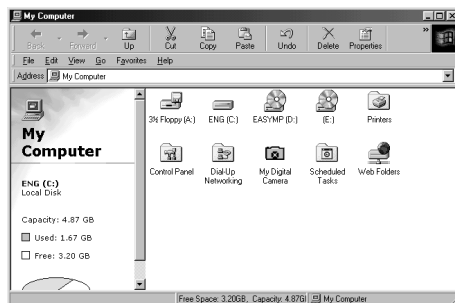 My Computer
Back Forward Up Cut Copy Paste Undo Delete Properties »
File Edit View Go Favorites Help
Address My Computer
My
Computer
ENG (C:)
Local Disk
Capacity: 4.87 GB
Used: 1.67 GB
Free: 3.20 GB
3½ Floppy (A:) ENG (C:) EASYMP (D:) (E:) Printers
Control Panel Dial-Up Networking My Digital Camera Scheduled Tasks Web Folders
Free Space: 3.20GB, Capacity: 4.87G My Computer